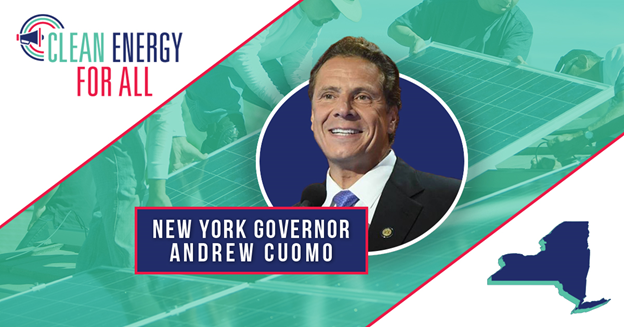 CLEAN ENERGY
FOR ALL
NEW YORK GOVERNOR
ANDREW CUOMO